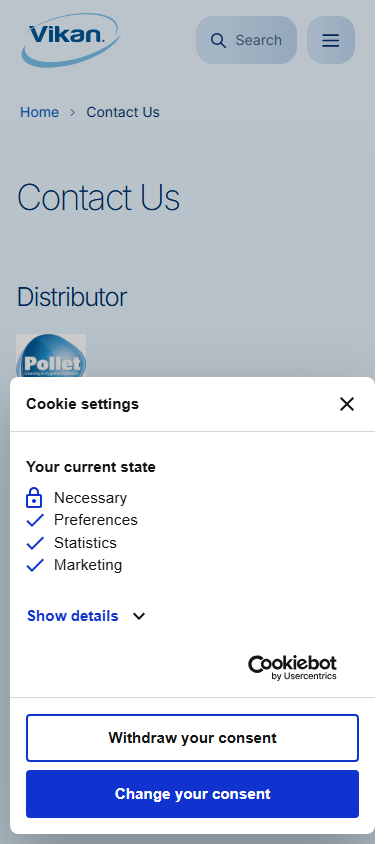 Vikan
Search
Home > Contact Us
Contact Us
Distributor
Pollet
Cookie settings
Your current state
Necessary
Preferences
Statistics
Marketing
Show details
Cookiebot
by Usercentrics
Withdraw your consent
Change your consent